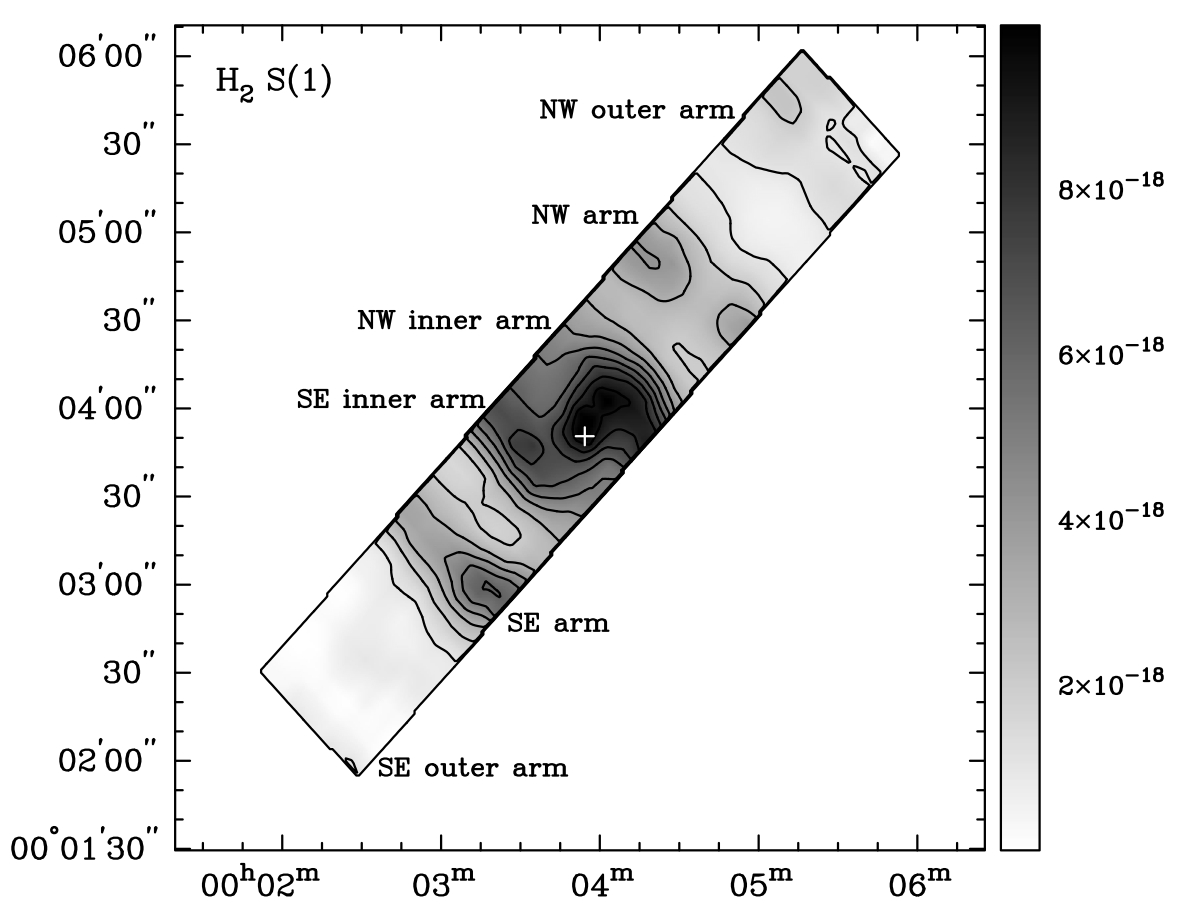 H₂ S(1)
06′00″
30″
05′00″
30″
04′00″
30″
03′00″
30″
02′00″
00°01′30″
NW outer arm
NW arm
NW inner arm
SE inner arm
SE arm
SE outer arm
8×10⁻¹⁸
6×10⁻¹⁸
4×10⁻¹⁸
2×10⁻¹⁸
00ʰ02ᵐ 03ᵐ 04ᵐ 05ᵐ 06ᵐ